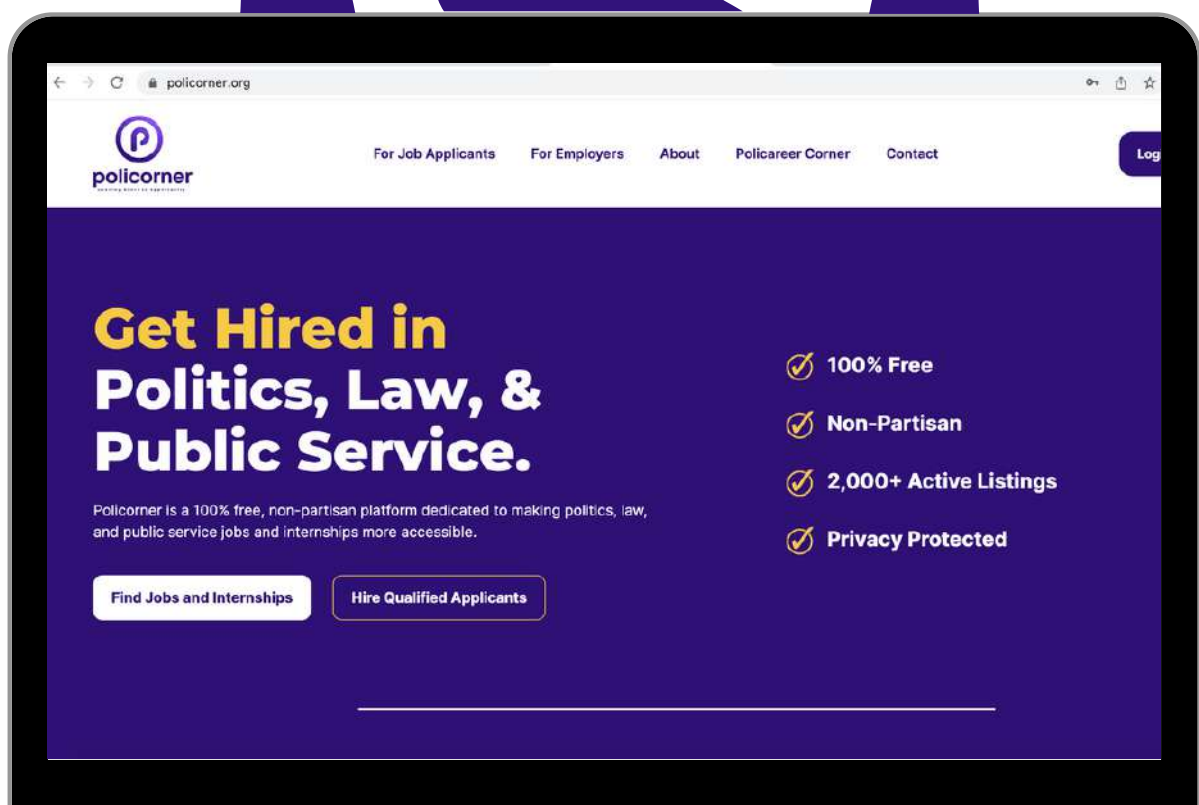 policorner.org
policorner
For Job Applicants
For Employers
About
Policareer Corner
Contact
Get Hired in
Politics, Law, &
Public Service.
Policorner is a 100% free, non-partisan platform dedicated to making politics, law,
and public service jobs and internships more accessible.
Find Jobs and Internships
Hire Qualified Applicants
100% Free
Non-Partisan
2,000+ Active Listings
Privacy Protected